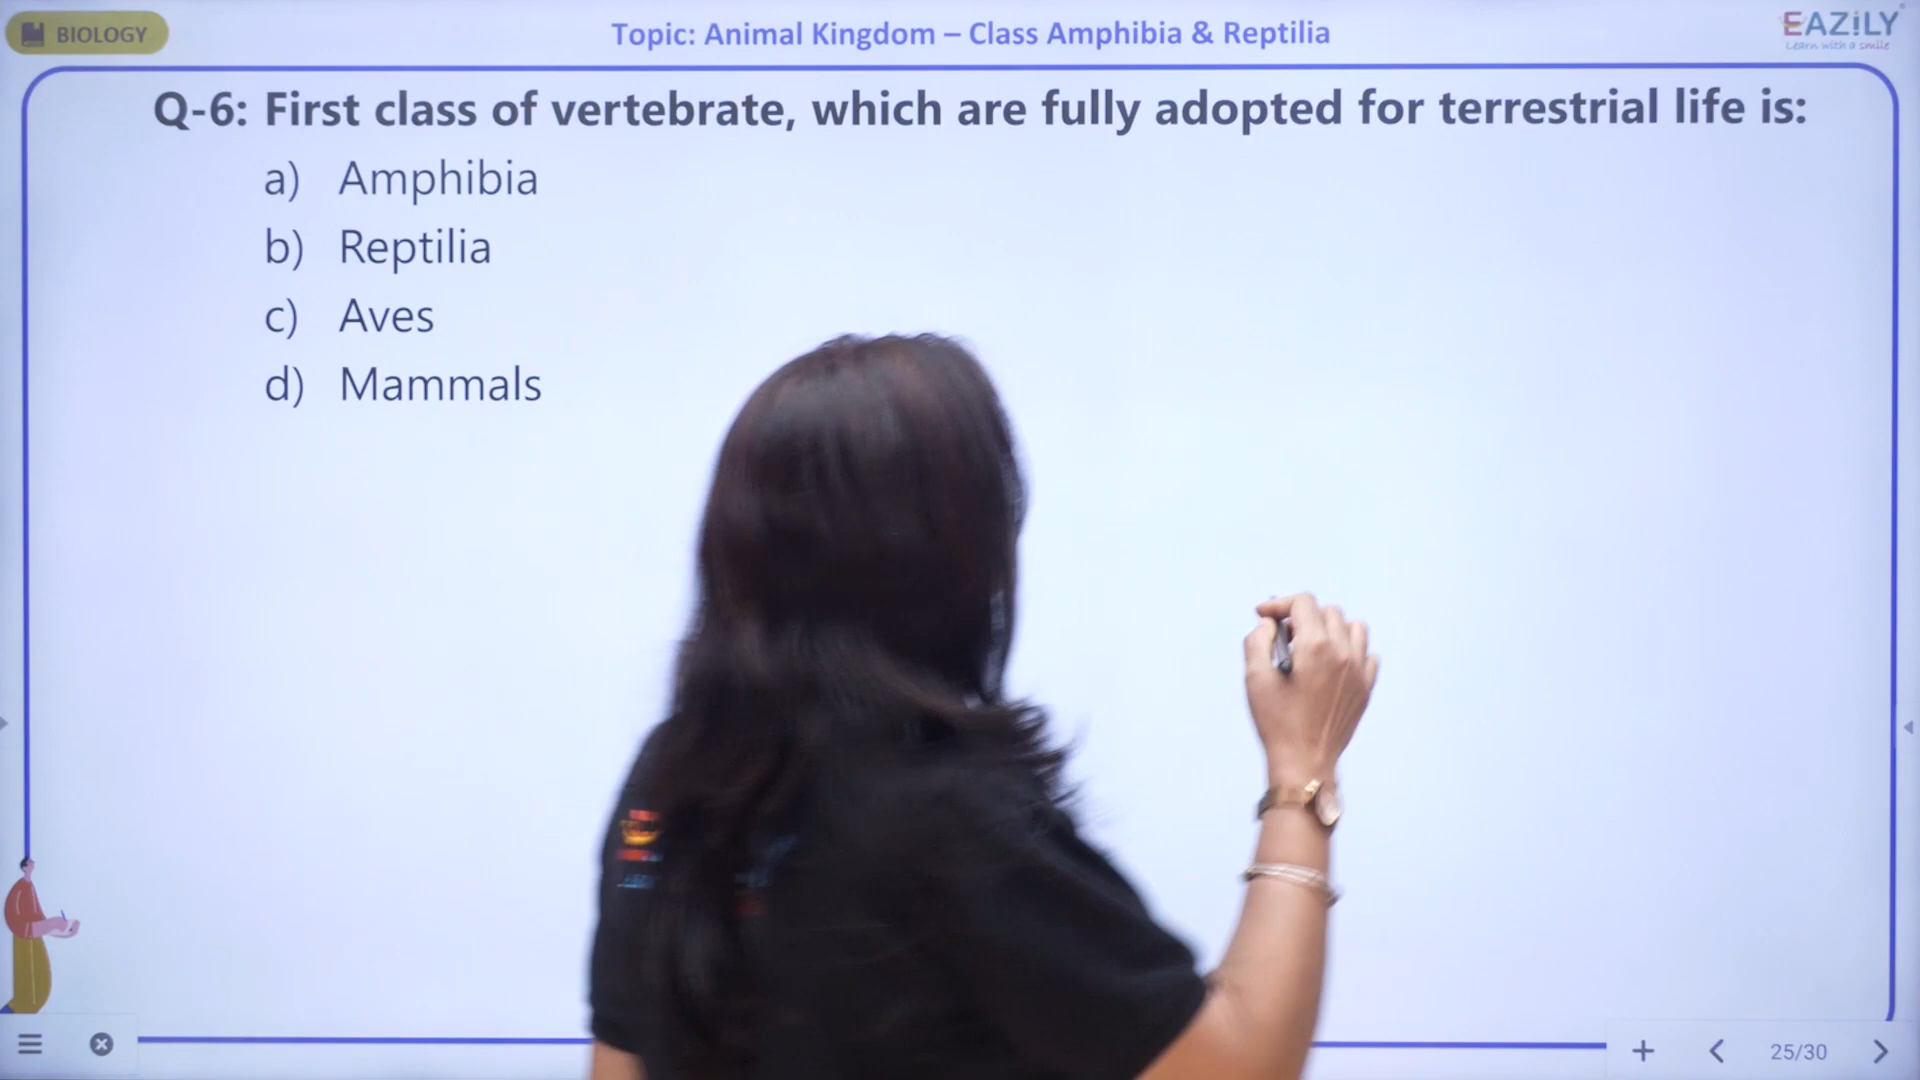 BIOLOGY
Topic: Animal Kingdom – Class Amphibia & Reptilia
EAZiLY
Learn with a smile
Q-6: First class of vertebrate, which are fully adopted for terrestrial life is:
a) Amphibia
b) Reptilia
c) Aves
d) Mammals
25/30